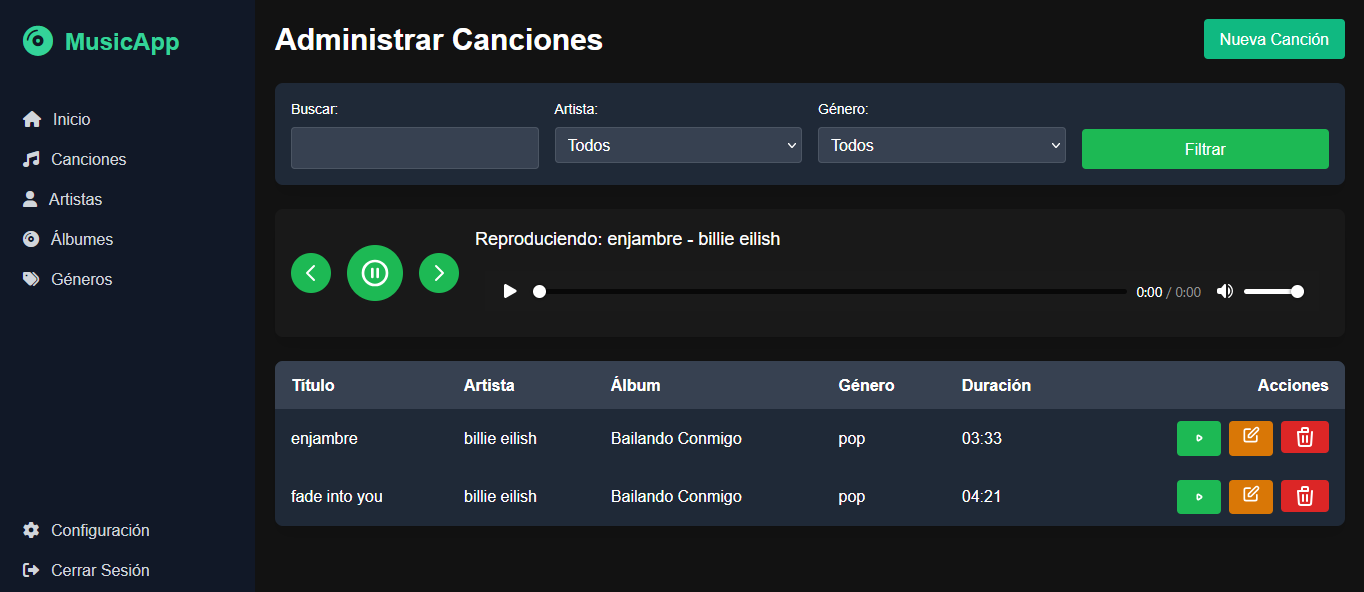 MusicApp
Inicio
Canciones
Artistas
Álbumes
Géneros
Configuración
Cerrar Sesión
Administrar Canciones
Nueva Canción
Buscar:
Artista:
Género:
Todos
Todos
Filtrar
Reproduciendo: enjambre - billie eilish
0:00 / 0:00
Título Artista Álbum Género Duración Acciones
enjambre billie eilish Bailando Conmigo pop 03:33
fade into you billie eilish Bailando Conmigo pop 04:21